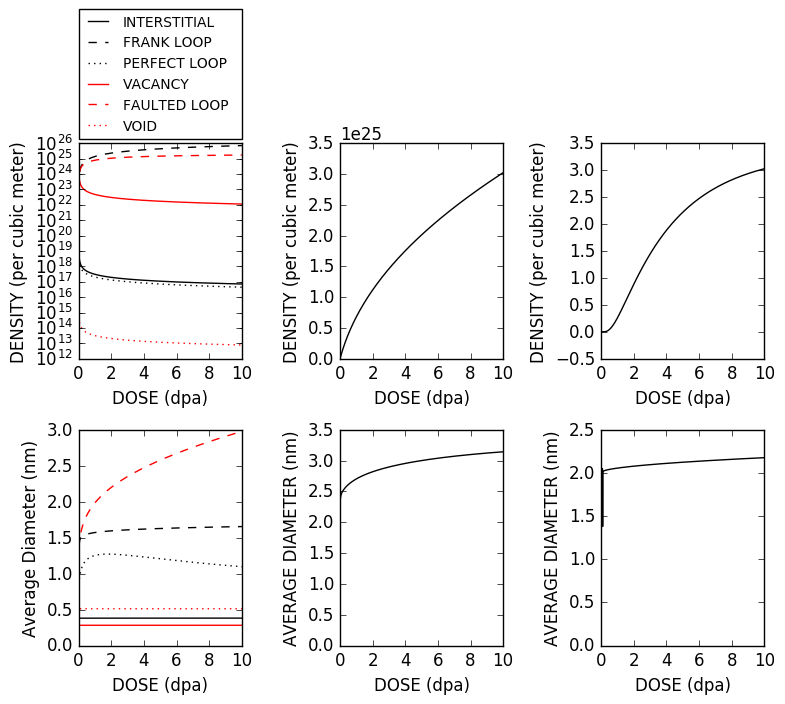 INTERSTITIAL
FRANK LOOP
PERFECT LOOP
VACANCY
FAULTED LOOP
VOID
DENSITY (per cubic meter)
10^26
10^25
10^24
10^23
10^22
10^21
10^20
10^19
10^18
10^17
10^16
10^15
10^14
10^13
10^12
0 2 4 6 8 10
DOSE (dpa)
1e25
DENSITY (per cubic meter)
3.5
3.0
2.5
2.0
1.5
1.0
0.5
0.0
0 2 4 6 8 10
DOSE (dpa)
DENSITY (per cubic meter)
3.5
3.0
2.5
2.0
1.5
1.0
0.5
0.0
−0.5
0 2 4 6 8 10
DOSE (dpa)
Average Diameter (nm)
3.0
2.5
2.0
1.5
1.0
0.5
0.0
0 2 4 6 8 10
DOSE (dpa)
AVERAGE DIAMETER (nm)
3.5
3.0
2.5
2.0
1.5
1.0
0.5
0.0
0 2 4 6 8 10
DOSE (dpa)
AVERAGE DIAMETER (nm)
2.5
2.0
1.5
1.0
0.5
0.0
0 2 4 6 8 10
DOSE (dpa)